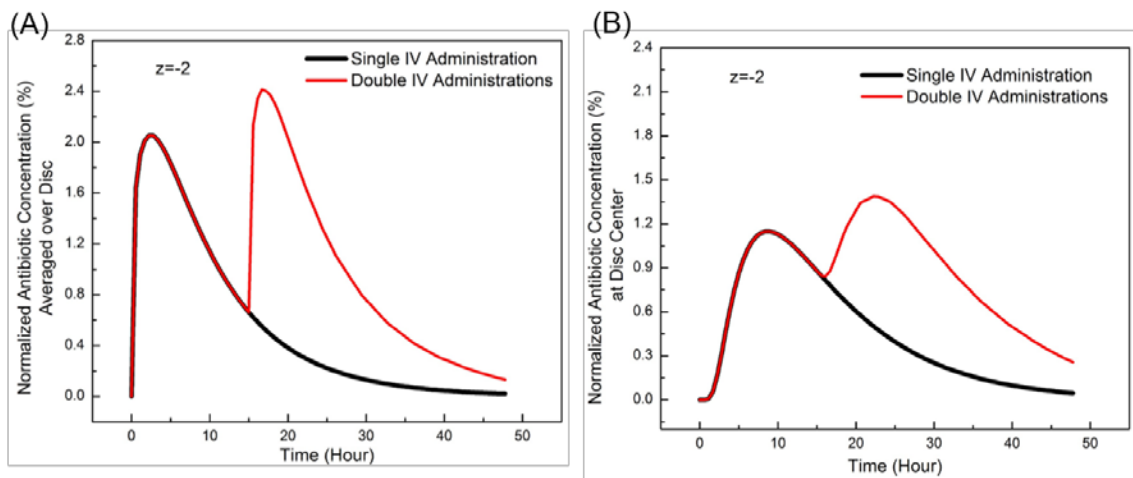 (A)
Normalized Antibiotic Concentration (%)
Averaged over Disc
2.8
2.4
2.0
1.6
1.2
0.8
0.4
0.0
z=-2
Single IV Administration
Double IV Administrations
0
10
20
30
40
50
Time (Hour)
(B)
Normalized Antibiotic Concentration (%)
at Disc Center
2.4
2.1
1.8
1.5
1.2
0.9
0.6
0.3
0.0
z=-2
Single IV Administration
Double IV Administrations
0
10
20
30
40
50
Time (Hour)